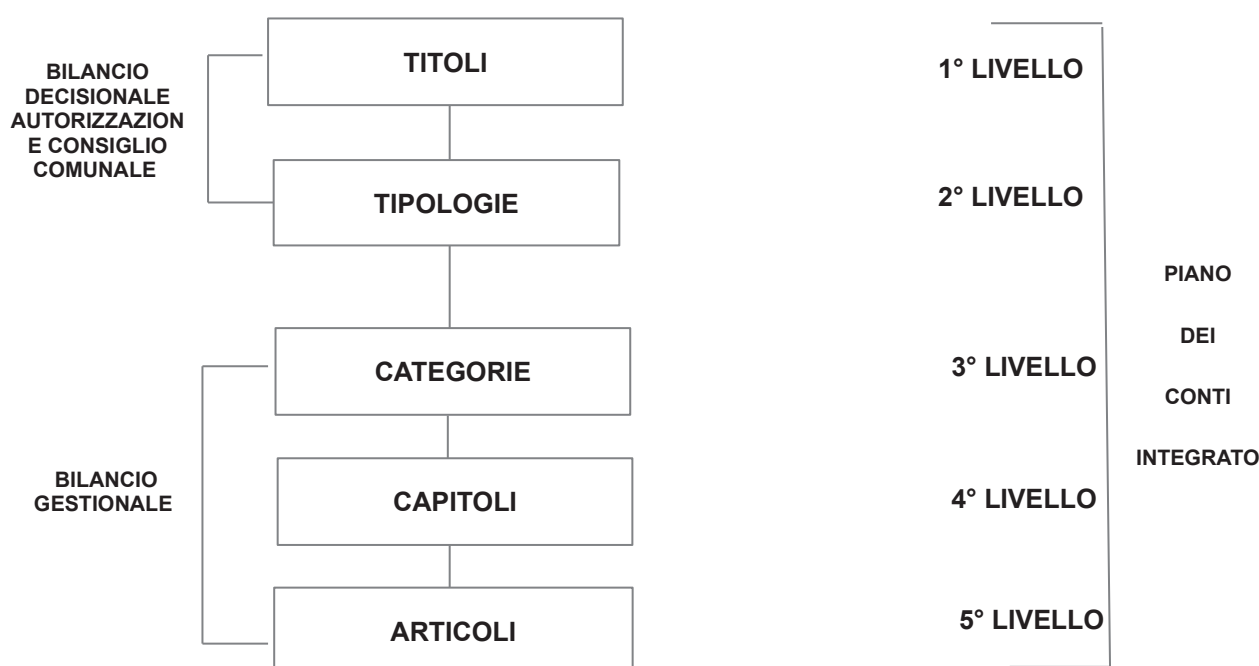 BILANCIO
DECISIONALE
AUTORIZZAZION
E CONSIGLIO
COMUNALE
TITOLI
1° LIVELLO
TIPOLOGIE
2° LIVELLO
CATEGORIE
3° LIVELLO
BILANCIO
GESTIONALE
CAPITOLI
4° LIVELLO
ARTICOLI
5° LIVELLO
PIANO
DEI
CONTI
INTEGRATO